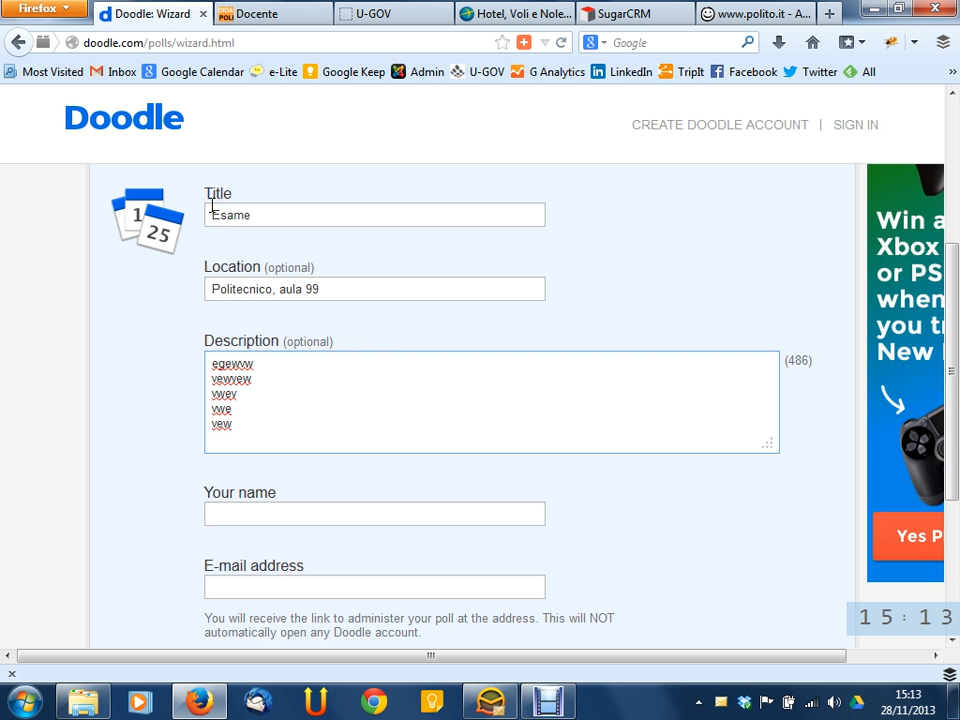 Firefox
Doodle: Wizard
Docente
U-GOV
Hotel, Voli e Nole...
SugarCRM
www.polito.it - A...
doodle.com/polls/wizard.html
Google
Most Visited
Inbox
Google Calendar
e-Lite
Google Keep
Admin
U-GOV
G Analytics
LinkedIn
TripIt
Facebook
Twitter
All
Doodle
CREATE DOODLE ACCOUNT | SIGN IN
Title
Esame
Location (optional)
Politecnico, aula 99
Description (optional)
egewvw
vewvew
vwev
vwe
vew
(486)
Your name
E-mail address
You will receive the link to administer your poll at the address. This will NOT
automatically open any Doodle account.
1
25
Win a
Xbox
or PS
when
you t
New
Yes P
15:13
15:13
28/11/2013